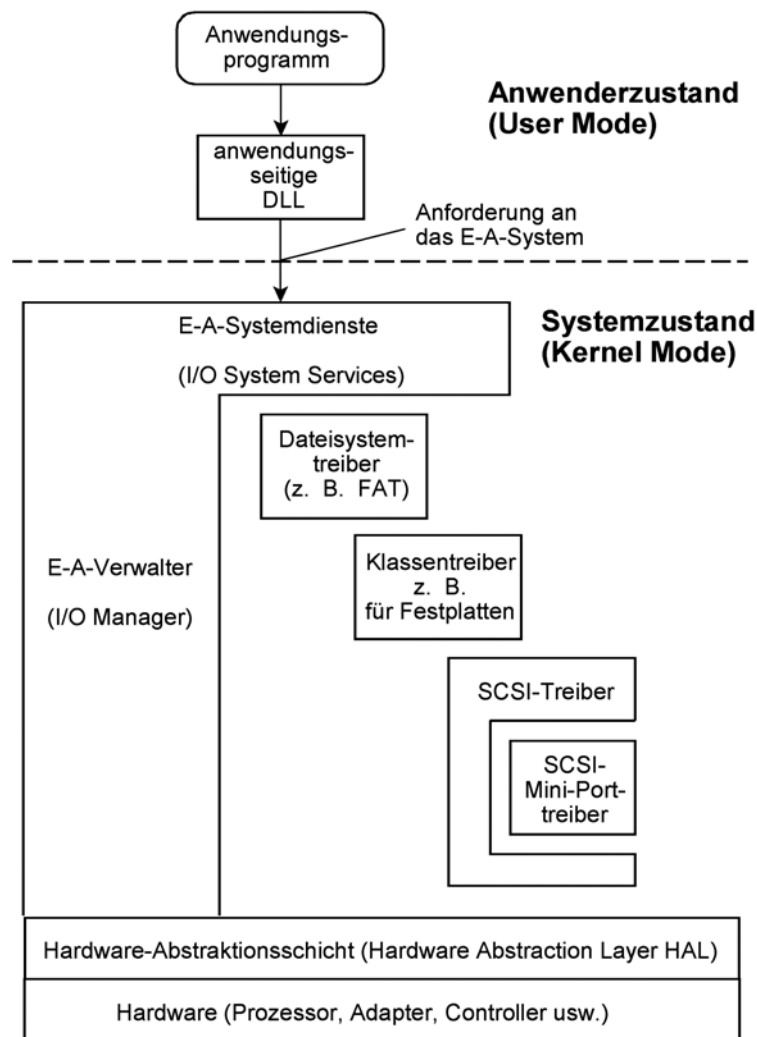 Anwendungs-
programm
Anwenderzustand
(User Mode)
anwendungs-
seitige
DLL
Anforderung an
das E-A-System
E-A-Systemdienste
(I/O System Services)
Systemzustand
(Kernel Mode)
Dateisystem-
treiber
(z. B. FAT)
E-A-Verwalter
(I/O Manager)
Klassentreiber
z. B.
für Festplatten
SCSI-Treiber
SCSI-
Mini-Port-
treiber
Hardware-Abstraktionsschicht (Hardware Abstraction Layer HAL)
Hardware (Prozessor, Adapter, Controller usw.)